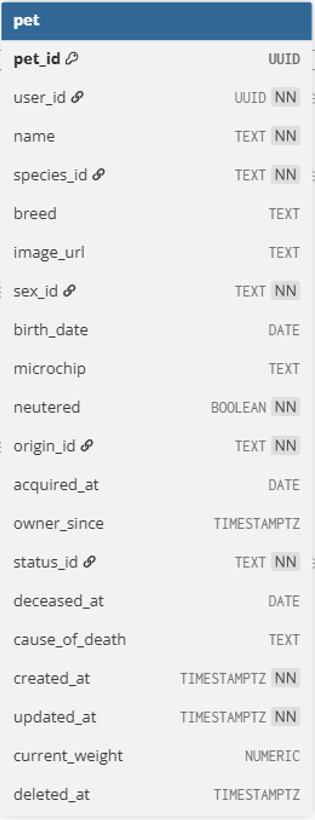 pet
pet_id UUID
user_id UUID NN
name TEXT NN
species_id TEXT NN
breed TEXT
image_url TEXT
sex_id TEXT NN
birth_date DATE
microchip TEXT
neutered BOOLEAN NN
origin_id TEXT NN
acquired_at DATE
owner_since TIMESTAMPTZ
status_id TEXT NN
deceased_at DATE
cause_of_death TEXT
created_at TIMESTAMPTZ NN
updated_at TIMESTAMPTZ NN
current_weight NUMERIC
deleted_at TIMESTAMPTZ